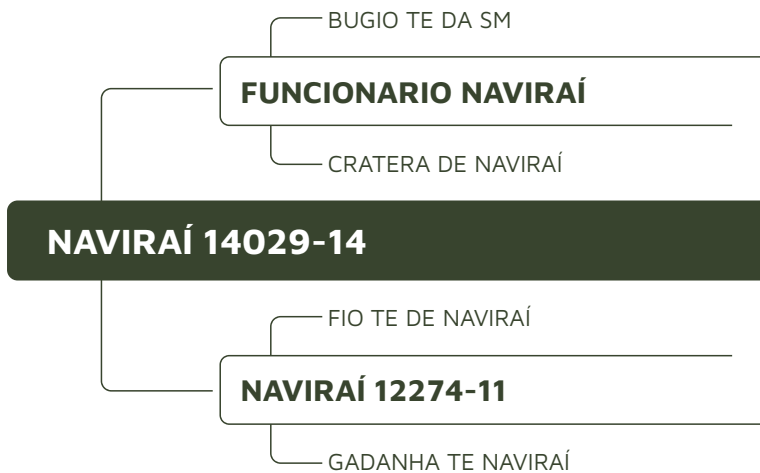 BUGIO TE DA SM
FUNCIONARIO NAVIRAÍ
CRATERA DE NAVIRAÍ
NAVIRAÍ 14029-14
FIO TE DE NAVIRAÍ
NAVIRAÍ 12274-11
GADANHA TE NAVIRAÍ